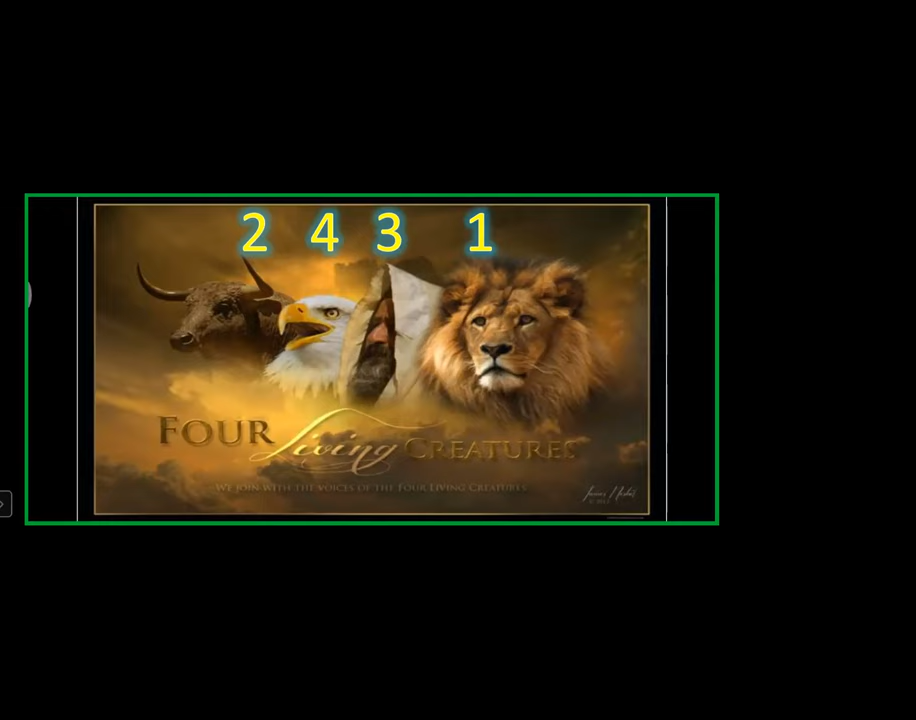 2 4 3 1
FOUR Living CREATURES
WE JOIN WITH THE VOICES OF THE FOUR LIVING CREATURES